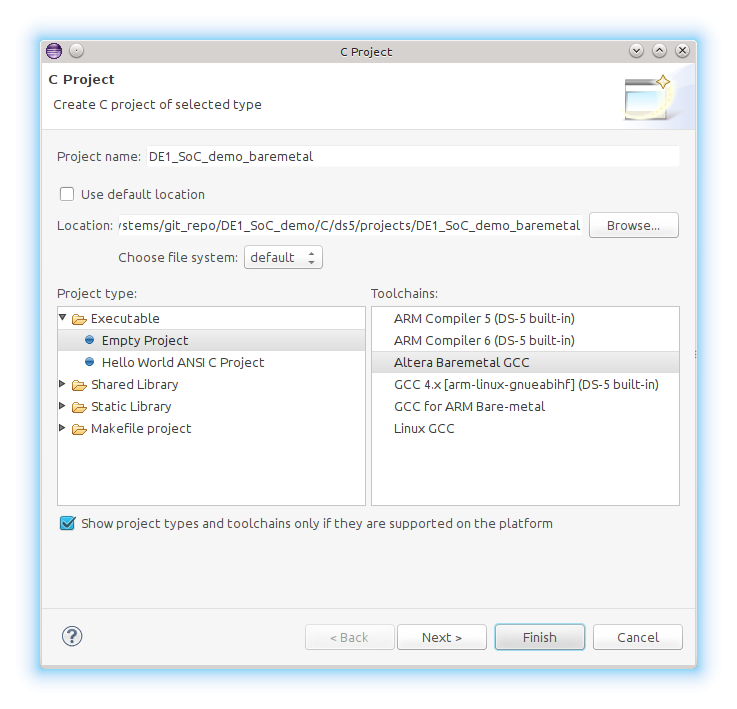 C Project
C Project
Create C project of selected type
Project name: DE1_SoC_demo_baremetal
Use default location
Location: ystems/git_repo/DE1_SoC_demo/C/ds5/projects/DE1_SoC_demo_baremetal Browse...
Choose file system: default
Project type: Toolchains:
Executable ARM Compiler 5 (DS-5 built-in)
Empty Project ARM Compiler 6 (DS-5 built-in)
Hello World ANSI C Project Altera Baremetal GCC
Shared Library GCC 4.x [arm-linux-gnueabihf] (DS-5 built-in)
Static Library GCC for ARM Bare-metal
Makefile project Linux GCC
Show project types and toolchains only if they are supported on the platform
? < Back Next > Finish Cancel